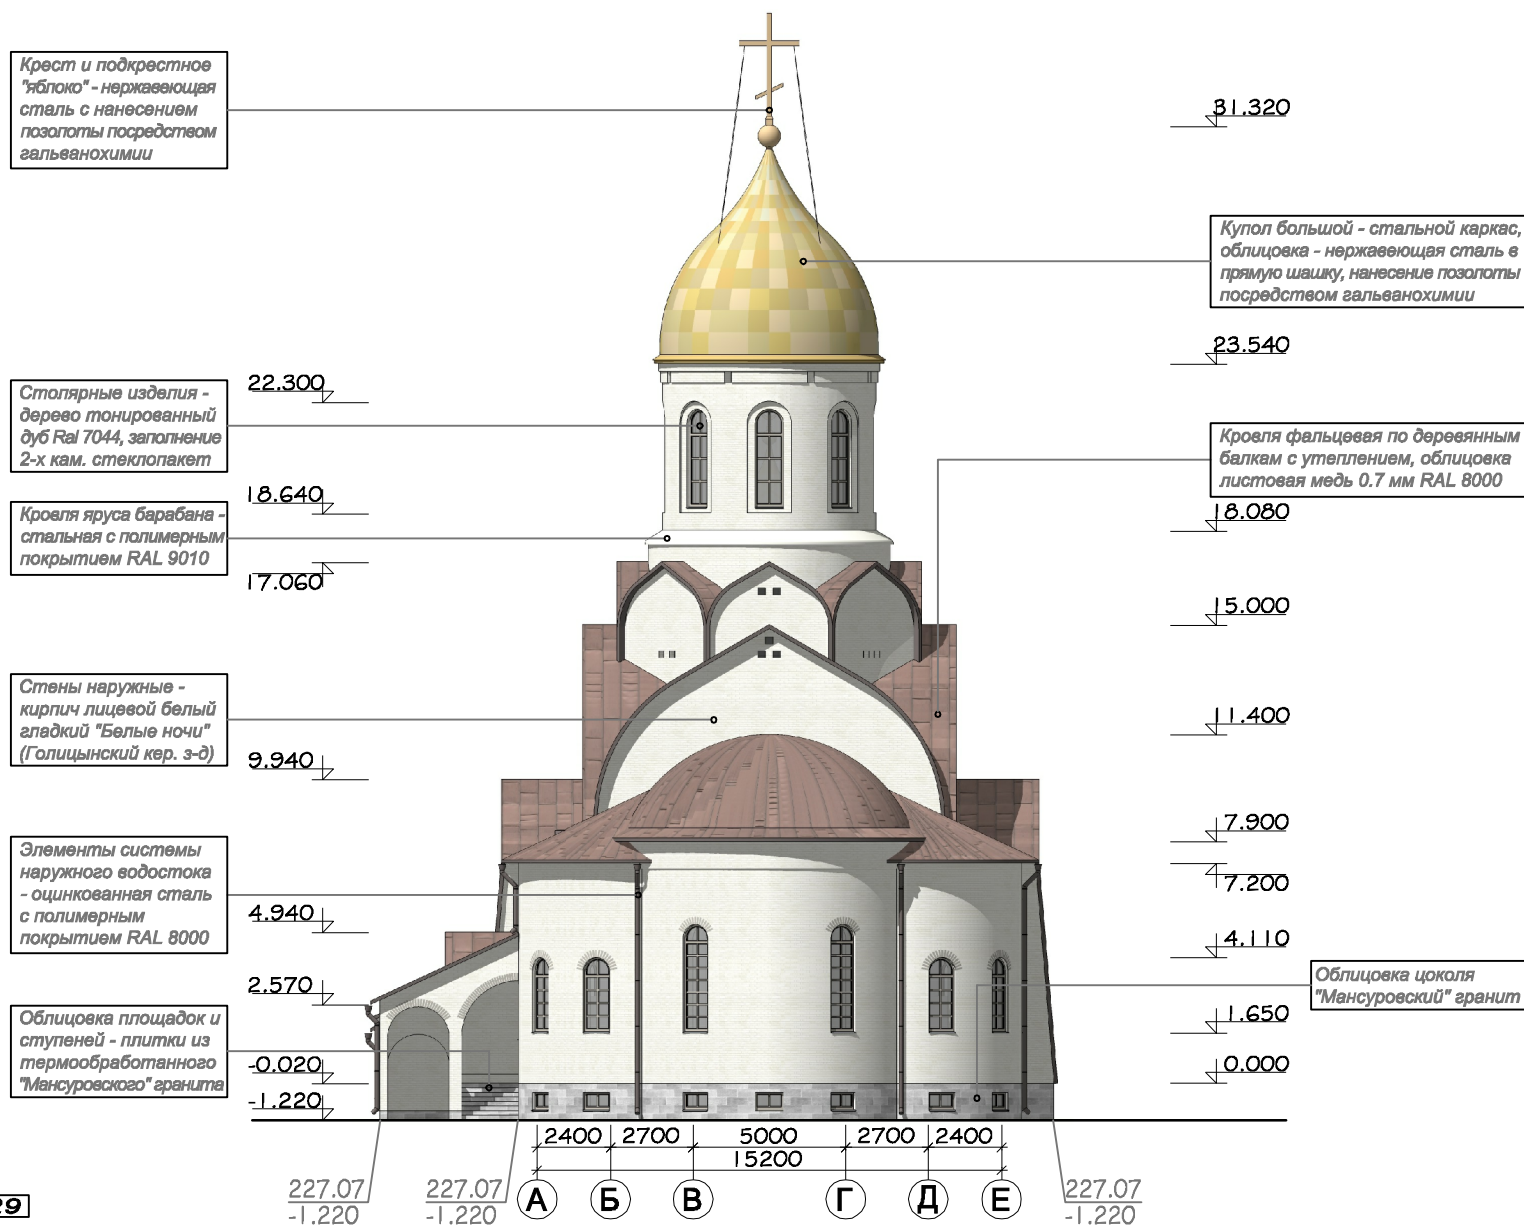 Крест и подкрестное
"яблоко" - нержавеющая
сталь с нанесением
позолоты посредством
гальванохимии
31.320
Купол большой - стальной каркас,
облицовка - нержавеющая сталь в
прямую шашку, нанесение позолоты
посредством гальванохимии
23.540
22.300
Столярные изделия -
дерево тонированный
дуб Ral 7044, заполнение
2-х кам. стеклопакет
Кровля фальцевая по деревянным
балкам с утеплением, облицовка
листовая медь 0.7 мм RAL 8000
18.640
18.080
Кровля яруса барабана -
стальная с полимерным
покрытием RAL 9010
17.060
15.000
Стены наружные -
кирпич лицевой белый
гладкий "Белые ночи"
(Голицынский кер. з-д)
11.400
9.940
7.900
Элементы системы
наружного водостока
- оцинкованная сталь
с полимерным
покрытием RAL 8000
7.200
4.940
4.110
Облицовка цоколя
"Мансуровский" гранит
2.570
1.650
Облицовка площадок и
ступеней - плитки из
термообработанного
"Мансуровского" гранита
-0.020
0.000
-1.220
2400 2700 5000 2700 2400
15200
227.07 227.07 227.07
-1.220 -1.220 -1.220
А Б В Г Д Е
29